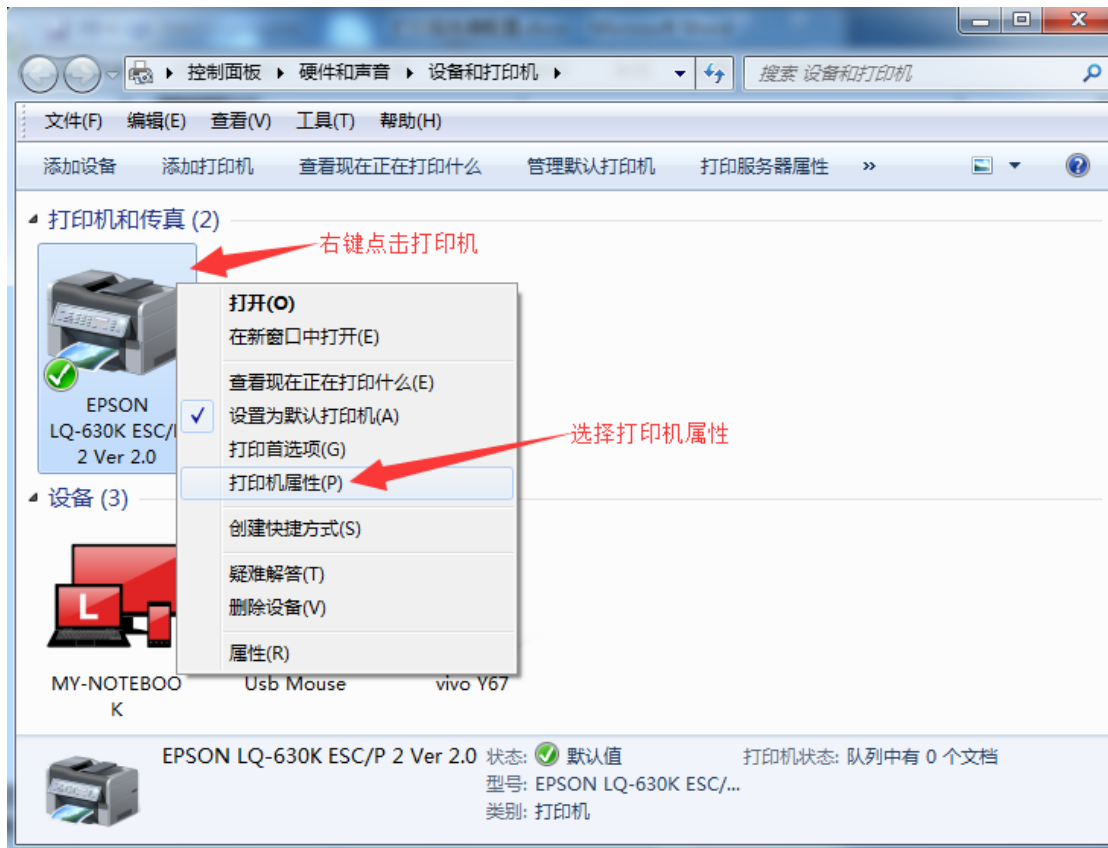 控制面板 ▸ 硬件和声音 ▸ 设备和打印机 ▸
搜索 设备和打印机
文件(F) 编辑(E) 查看(V) 工具(T) 帮助(H)
添加设备 添加打印机 查看现在正在打印什么 管理默认打印机 打印服务器属性 »
打印机和传真 (2)
右键点击打印机
打开(O)
在新窗口中打开(E)
查看现在正在打印什么(E)
设置为默认打印机(A)
打印首选项(G)
打印机属性(P)
选择打印机属性
创建快捷方式(S)
疑难解答(T)
删除设备(V)
属性(R)
EPSON
LQ-630K ESC/
2 Ver 2.0
设备 (3)
L
MY-NOTEBOO
K
Usb Mouse
vivo Y67
EPSON LQ-630K ESC/P 2 Ver 2.0 状态: 默认值 打印机状态: 队列中有 0 个文档
型号: EPSON LQ-630K ESC/...
类别: 打印机